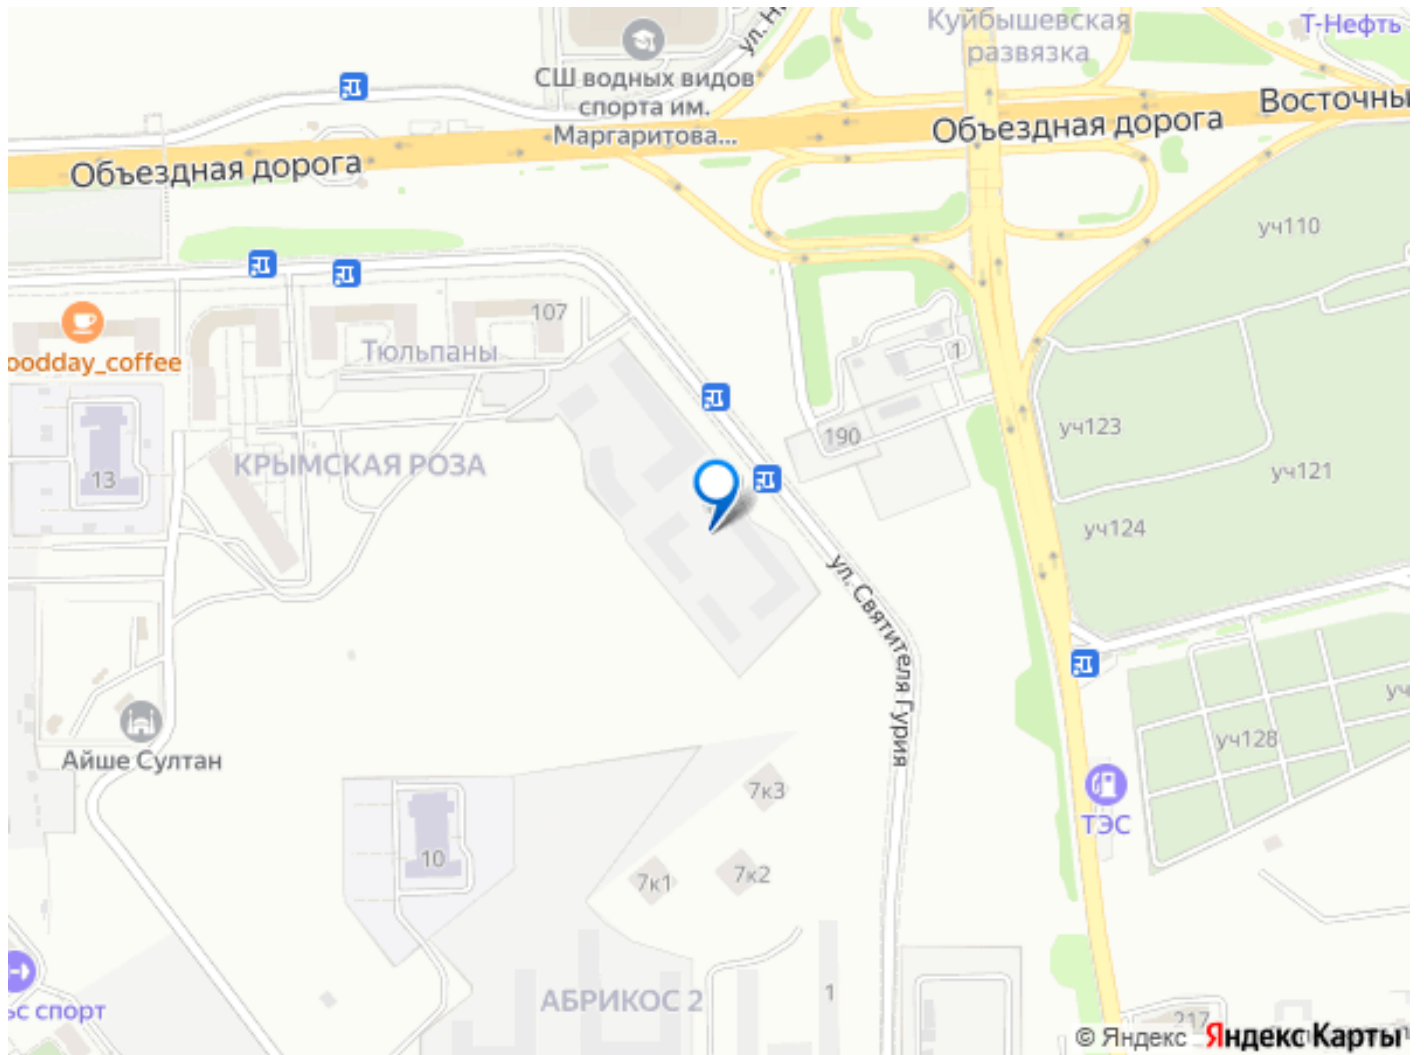 Куйбышевская
развязка
Т-Нефть
СШ водных видов
спорта им.
Маргаритова...
Восточны
Объездная дорога
Объездная дорога
уч110
107
Тюльпаны
oodday_coffee
1
190
уч123
КРЫМСКАЯ РОЗА
13
уч121
уч124
ул. Святителя Гурия
Айше Султан
уч128
7к3
ТЭС
10
7к1
7к2
АБРИКОС 2
1
ьс спорт
217
© Яндекс Яндекс Карты